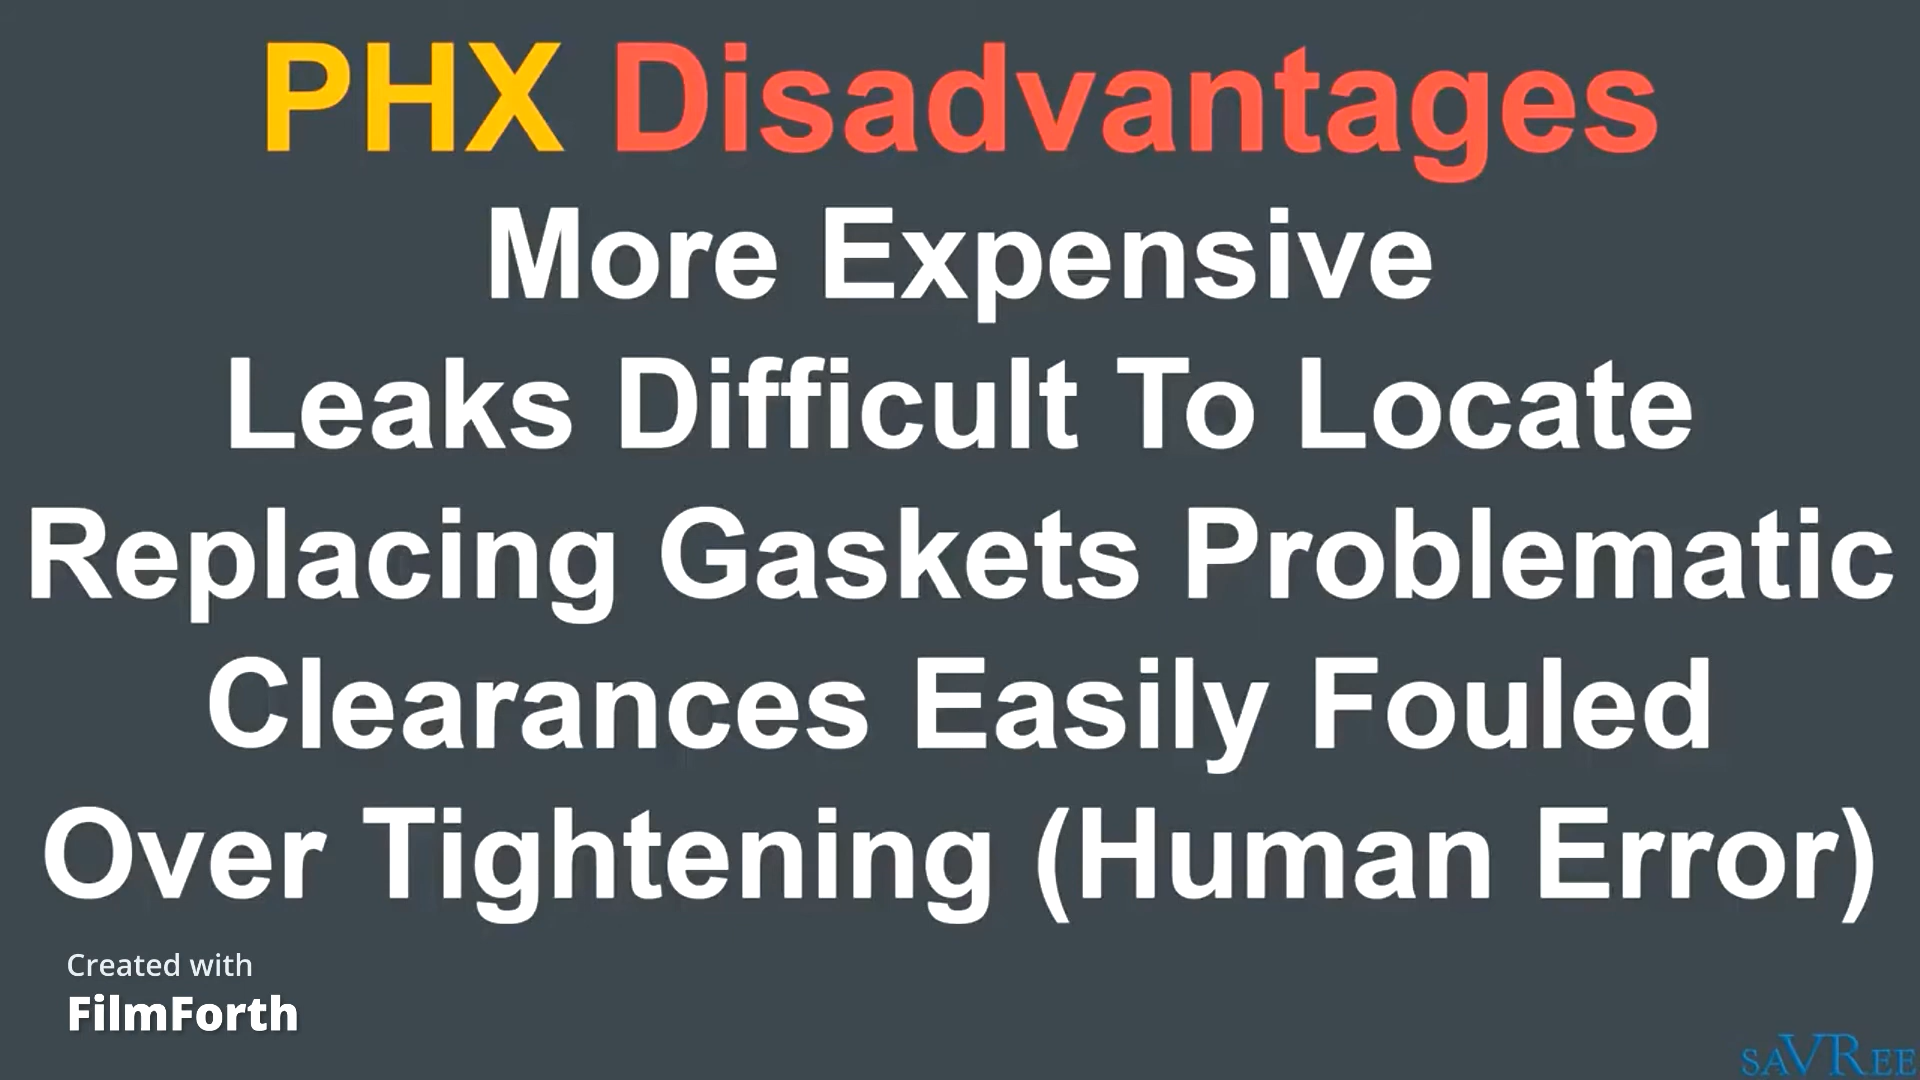 PHX Disadvantages
More Expensive
Leaks Difficult To Locate
Replacing Gaskets Problematic
Clearances Easily Fouled
Over Tightening (Human Error)
Created with
FilmForth
saVRee